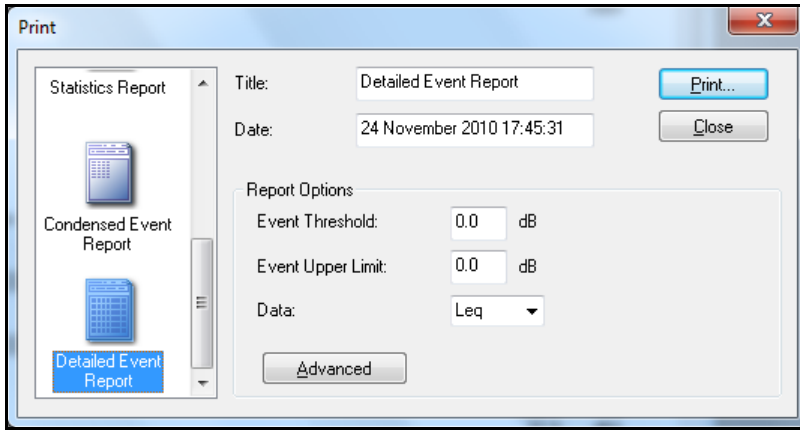 Print
Statistics Report
Condensed Event
Report
Detailed Event
Report
Title: Detailed Event Report
Date: 24 November 2010 17:45:31
Report Options
Event Threshold: 0.0 dB
Event Upper Limit: 0.0 dB
Data: Leq
Advanced
Print...
Close